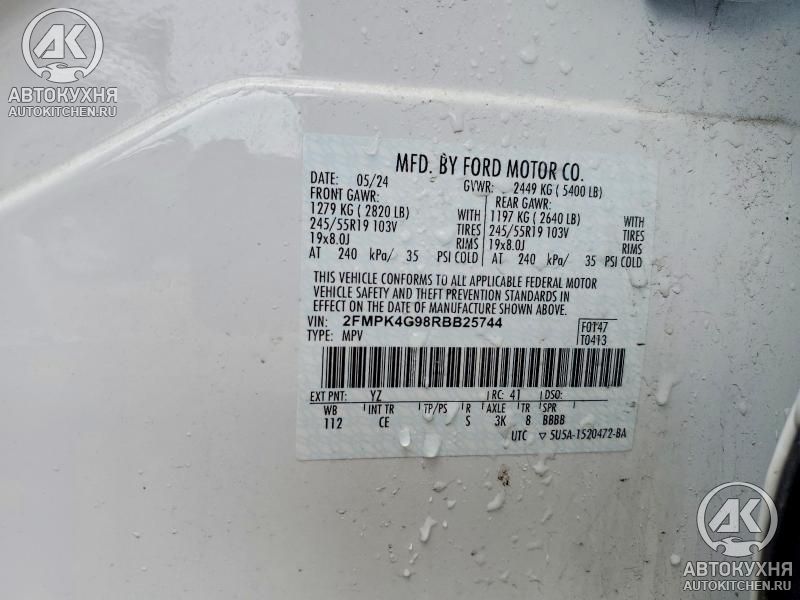 АК
АВТОКУХНЯ
AUTOKITCHEN.RU
MFD. BY FORD MOTOR CO.
DATE: 05/24 GVWR: 2449 KG ( 5400 LB)
FRONT GAWR: REAR GAWR:
1279 KG ( 2820 LB) WITH 1197 KG ( 2640 LB) WITH
245/55R19 103V TIRES 245/55R19 103V TIRES
19x8.0J RIMS 19x8.0J RIMS
AT 240 kPa/ 35 PSI COLD AT 240 kPa/ 35 PSI COLD
THIS VEHICLE CONFORMS TO ALL APPLICABLE FEDERAL MOTOR
VEHICLE SAFETY AND THEFT PREVENTION STANDARDS IN
EFFECT ON THE DATE OF MANUFACTURE SHOWN ABOVE.
VIN: 2FMPK4G98RBB25744 F0147
TYPE: MPV T0413
EXT PNT: YZ RC: 41 DSO:
WB INT TR TP/PS R AXLE TR SPR
112 CE S 3K 8 BBBB
UTC ▽ 5U5A-1520472-BA
АК
АВТОКУХНЯ
AUTOKITCHEN.RU